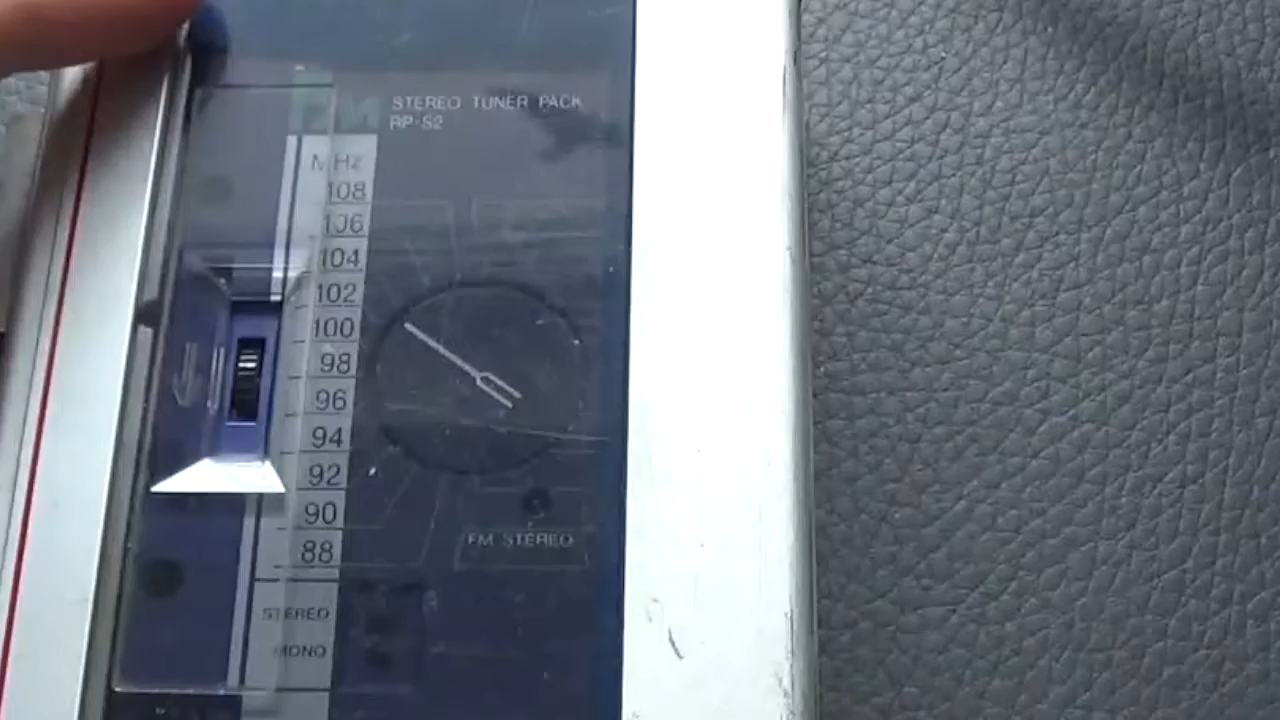 FM
STEREO TUNER PACK
RP-S2
MHz
108
106
104
102
100
98
96
94
92
90
88
FM STEREO
STEREO
MONO